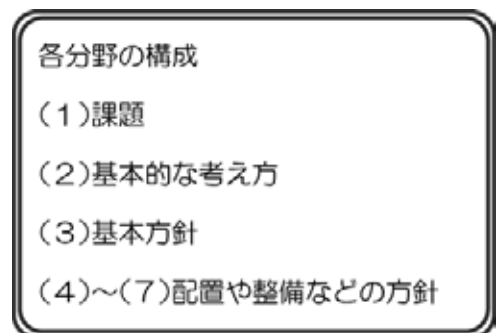 各分野の構成
（１）課題
（２）基本的な考え方
（３）基本方針
（４）～（７）配置や整備などの方針